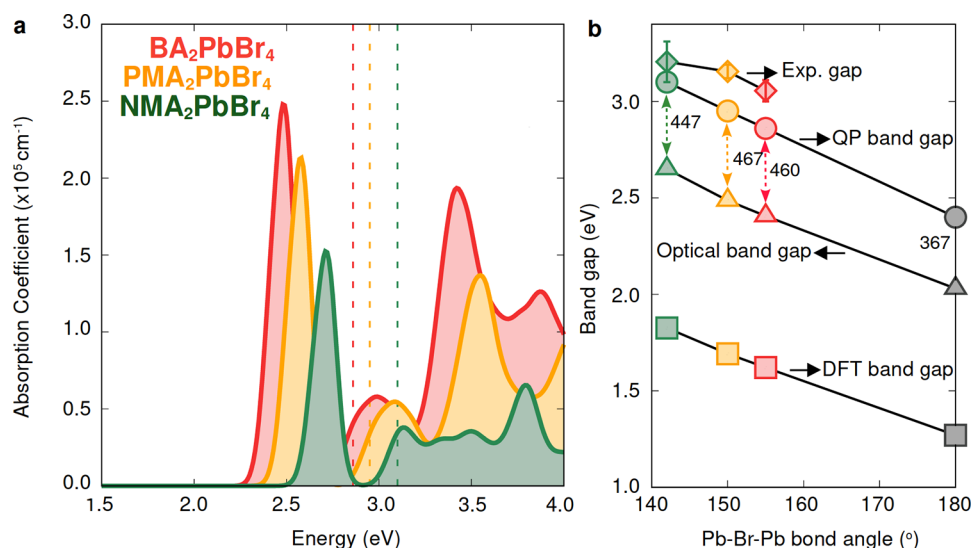 a
3.0
2.5
2.0
1.5
1.0
0.5
0.0
Absorption Coefficient (x10⁵ cm⁻¹)
BA₂PbBr₄
PMA₂PbBr₄
NMA₂PbBr₄
1.5 2.0 2.5 3.0 3.5 4.0
Energy (eV)
b
3.0
2.5
2.0
1.5
1.0
Band gap (eV)
Exp. gap
QP band gap
447
467
460
367
Optical band gap
DFT band gap
140 150 160 170 180
Pb-Br-Pb bond angle (°)